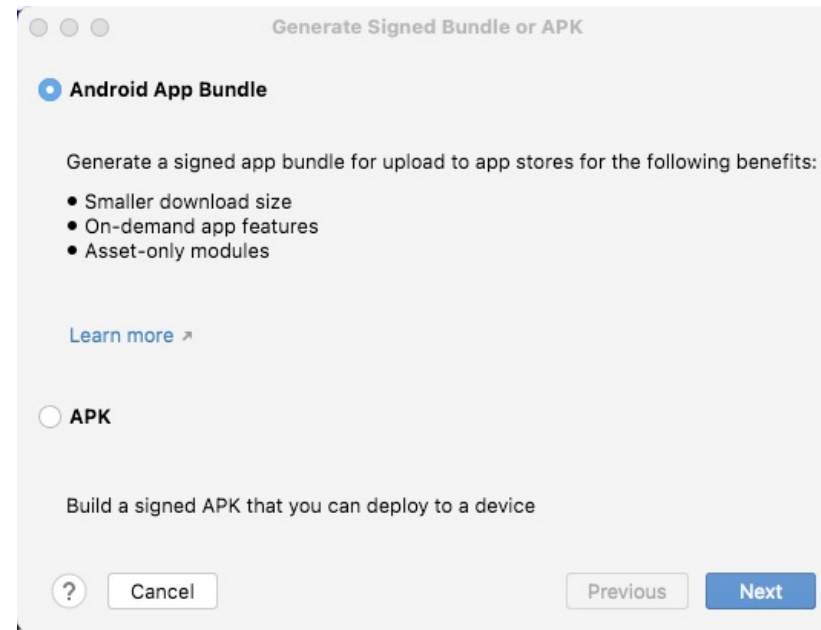 Generate Signed Bundle or APK
Android App Bundle
Generate a signed app bundle for upload to app stores for the following benefits:
• Smaller download size
• On-demand app features
• Asset-only modules
Learn more ↗
APK
Build a signed APK that you can deploy to a device
? Cancel Previous Next